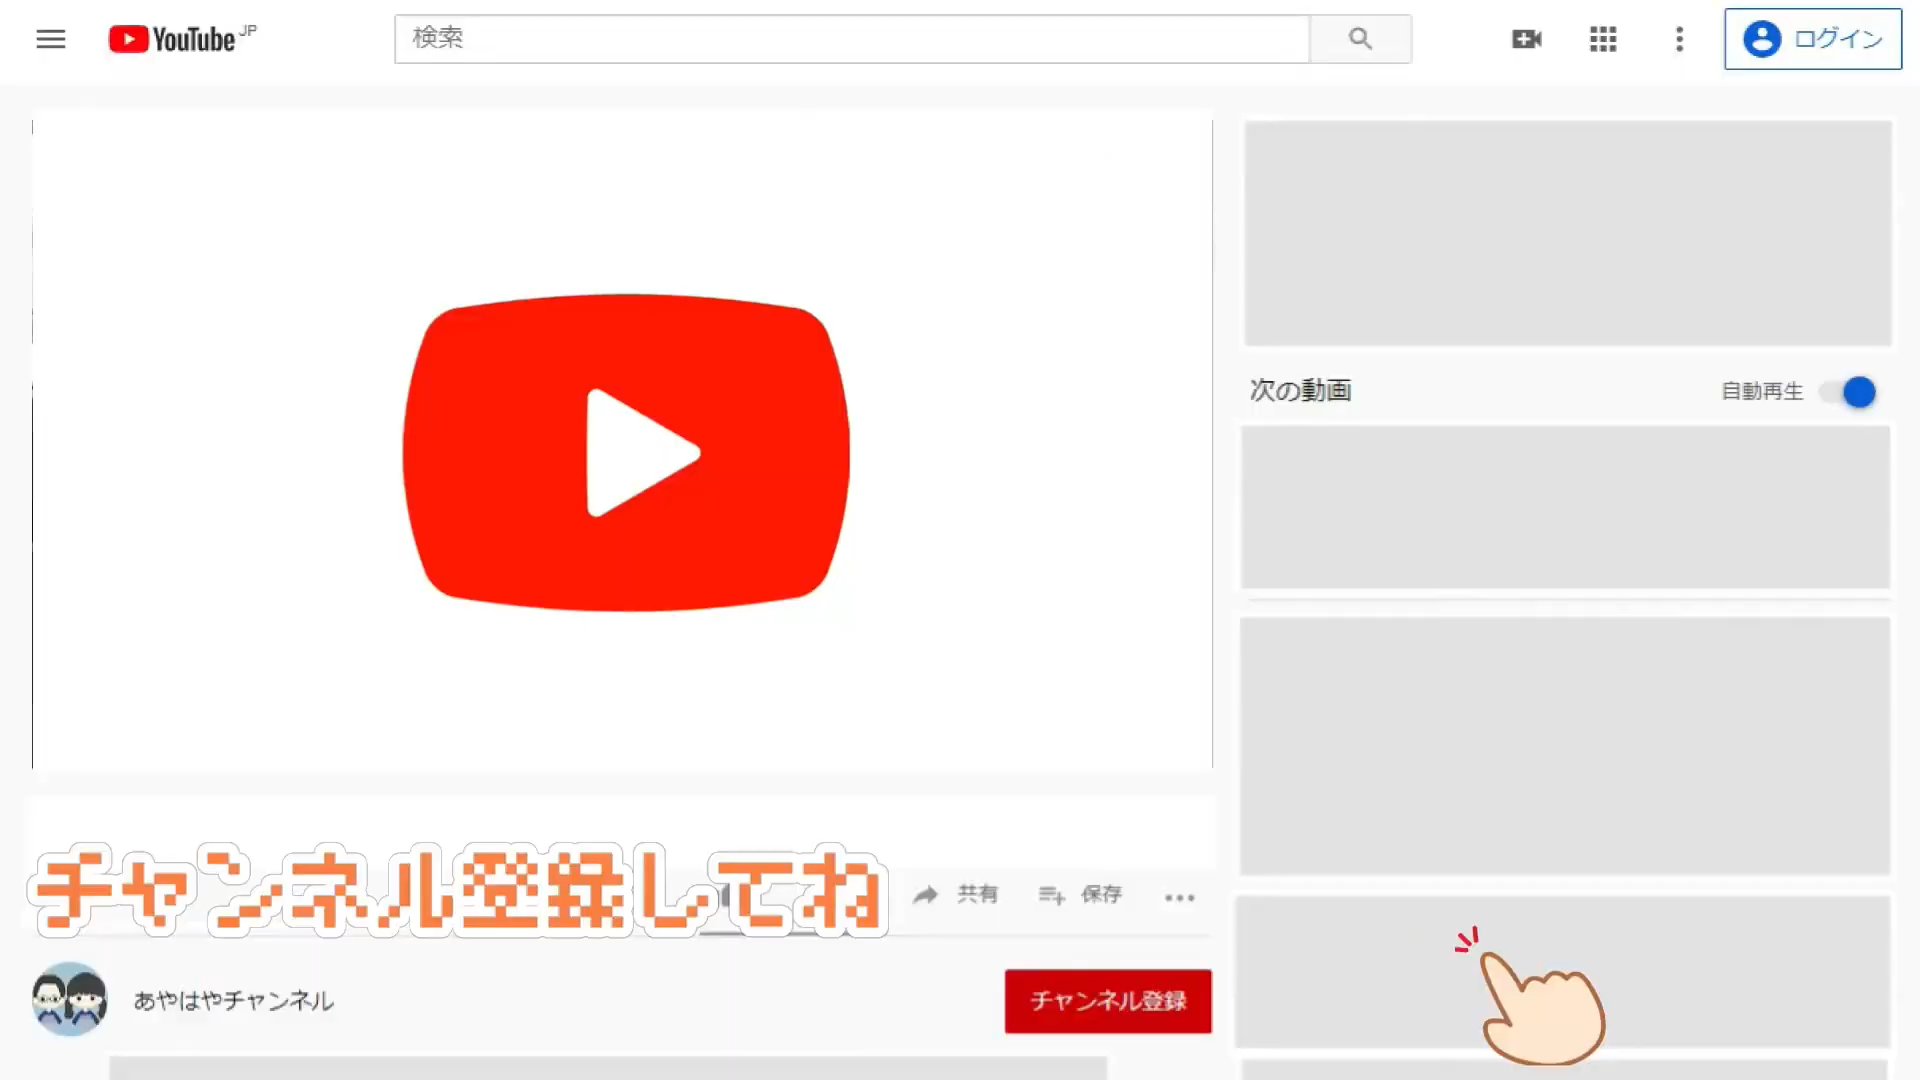 YouTube JP
検索
ログイン
次の動画
自動再生
チャンネル登録してね
共有
保存
あやはやチャンネル
チャンネル登録